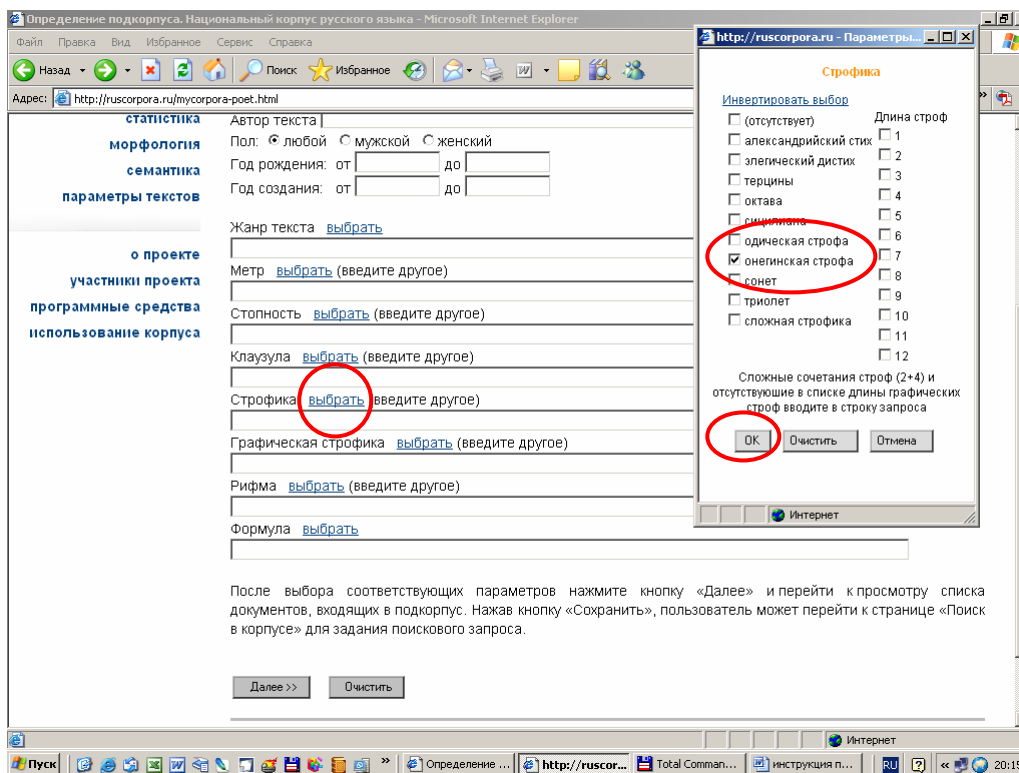 Определение подкорпуса. Национальный корпус русского языка - Microsoft Internet Explorer
Файл Правка Вид Избранное Сервис Справка
Назад Поиск Избранное
Адрес: http://ruscorpora.ru/mycorpora-poet.html
статистика
морфология
семантика
параметры текстов
о проекте
участники проекта
программные средства
использование корпуса
Автор текста
Пол: любой мужской женский
Год рождения: от до
Год создания: от до
Жанр текста выбрать
Метр выбрать (введите другое)
Стопность выбрать (введите другое)
Клаузула выбрать (введите другое)
Строфика выбрать (введите другое)
Графическая строфика выбрать (введите другое)
Рифма выбрать (введите другое)
Формула выбрать
После выбора соответствующих параметров нажмите кнопку «Далее» и перейти к просмотру списка
документов, входящих в подкорпус. Нажав кнопку «Сохранить», пользователь может перейти к странице «Поиск
в корпусе» для задания поискового запроса.
Далее >> Очистить
http://ruscorpora.ru - Параметры...
Строфика
Инвертировать выбор
(отсутствует)
александрийский стих
элегический дистих
терцины
октава
сицилиана
одическая строфа
онегинская строфа
сонет
триолет
сложная строфика
Длина строф
1
2
3
4
5
6
7
8
9
10
11
12
Сложные сочетания строф (2+4) и
отсутствующие в списке длины графических
строф вводите в строку запроса
OK Очистить Отмена
Интернет
Интернет
Пуск Определение ... http://ruscor... Total Comman... инструкция п... RU 20:15